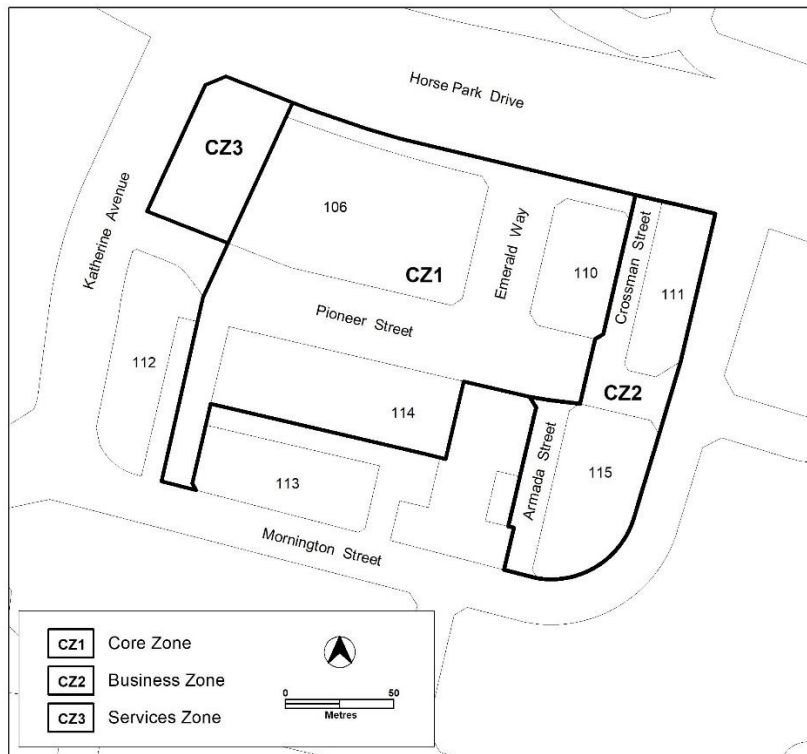 Horse Park Drive
CZ3
106
Katherine Avenue
Emerald Way
Crossman Street
CZ1
110
111
Pioneer Street
112
CZ2
114
Armada Street
115
113
Mornington Street
CZ1 Core Zone
CZ2 Business Zone
CZ3 Services Zone
0 50
Metres